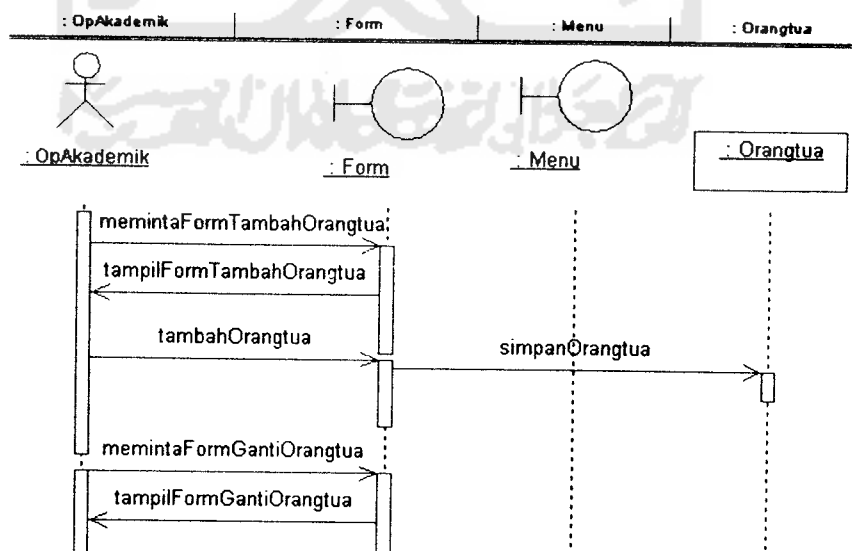 : OpAkademik : Form : Menu : Orangtua
: OpAkademik
: Form
: Menu
: Orangtua
memintaFormTambahOrangtua
tampilFormTambahOrangtua
tambahOrangtua
simpanOrangtua
memintaFormGantiOrangtua
tampilFormGantiOrangtua